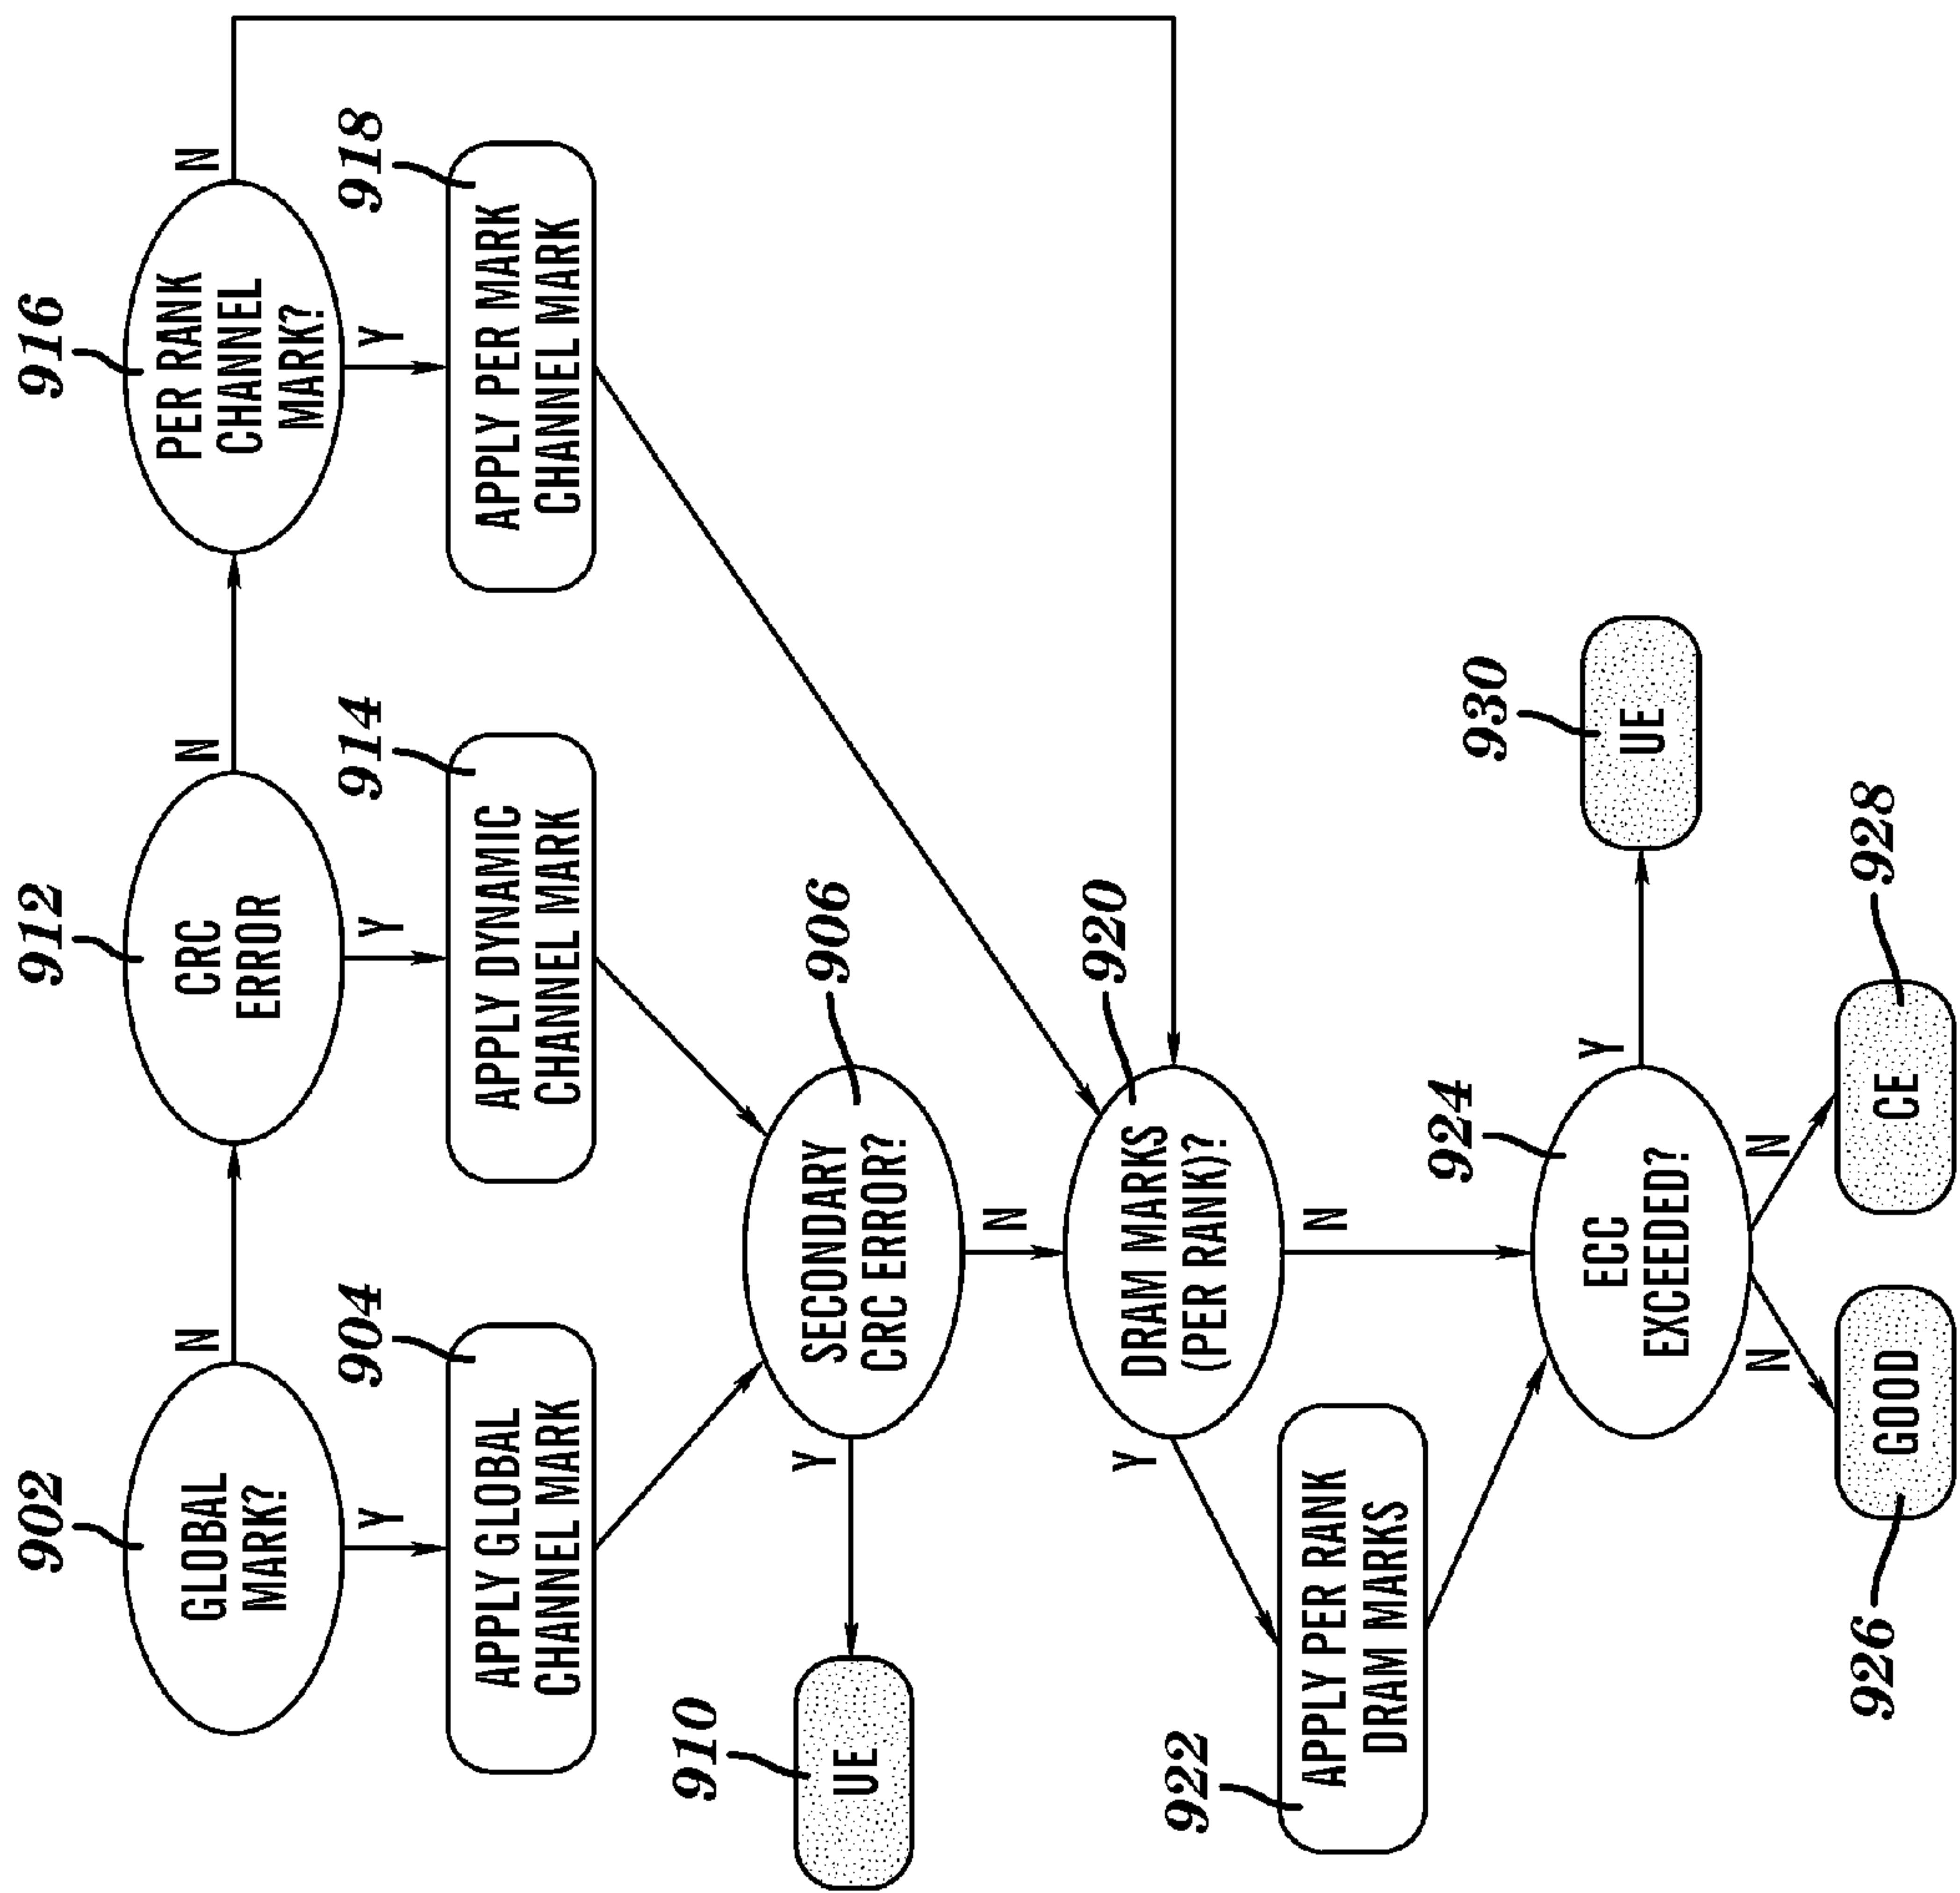 902
GLOBAL
MARK?
N
Y
912
CRC
ERROR
N
Y
916
PER RANK
CHANNEL
MARK?
N
Y
904
APPLY GLOBAL
CHANNEL MARK
914
APPLY DYNAMIC
CHANNEL MARK
918
APPLY PER MARK
CHANNEL MARK
906
SECONDARY
CRC ERROR?
Y
N
910
UE
920
DRAM MARKS
(PER RANK)?
Y
N
922
APPLY PER RANK
DRAM MARKS
924
ECC
EXCEEDED?
Y
N
N
930
UE
926
GOOD
928
CE